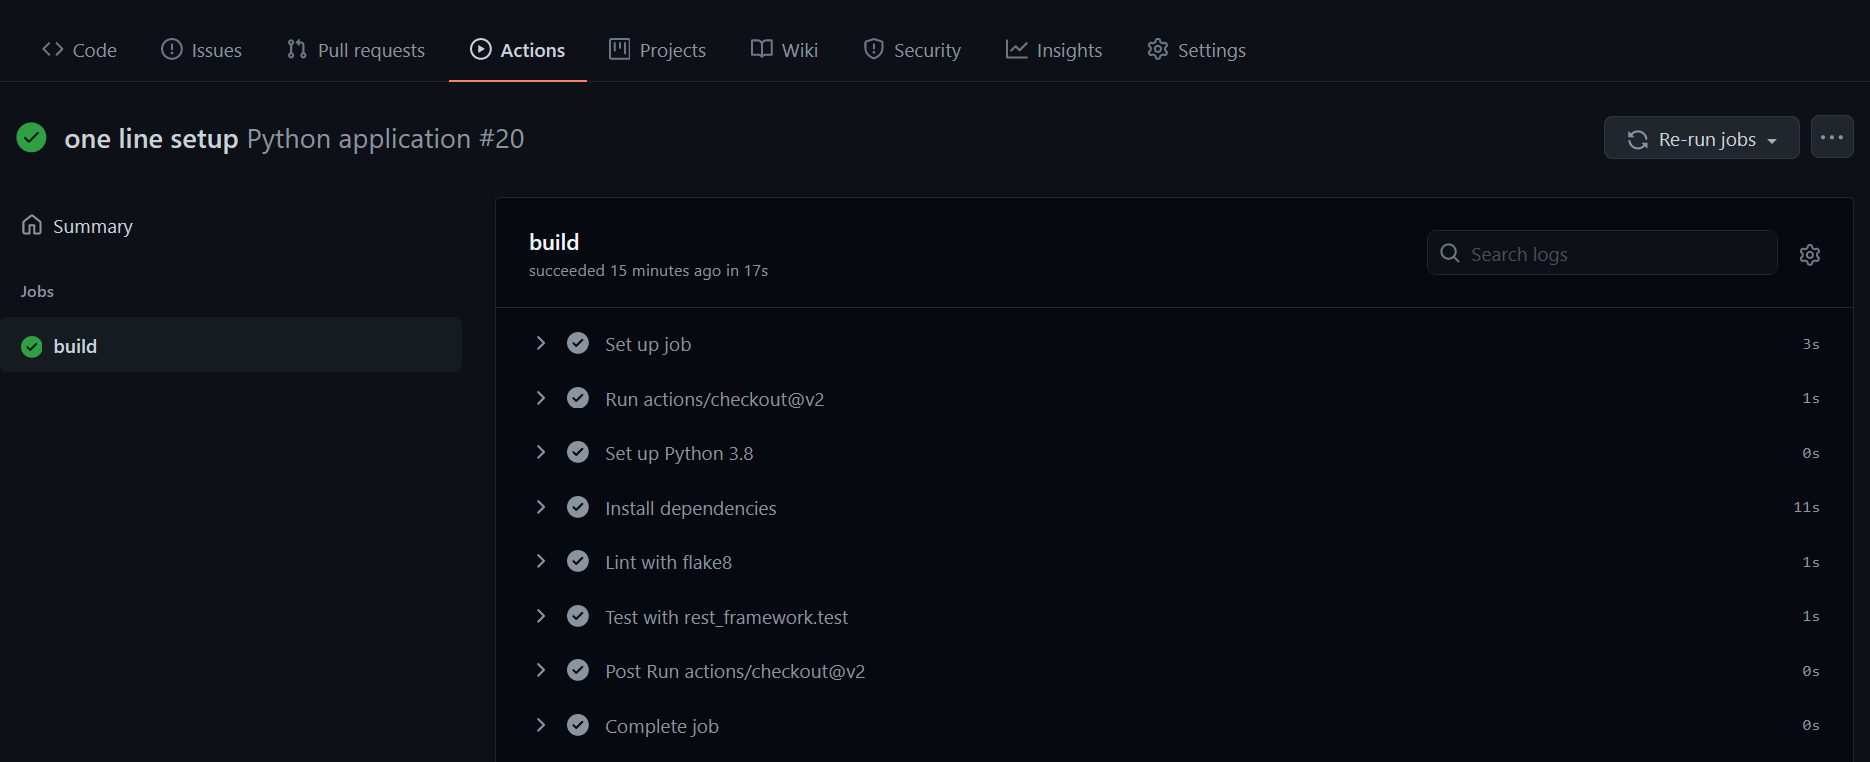 Code Issues Pull requests Actions Projects Wiki Security Insights Settings
one line setup Python application #20
Re-run jobs
Summary
Jobs
build
build
succeeded 15 minutes ago in 17s
Search logs
Set up job 3s
Run actions/checkout@v2 1s
Set up Python 3.8 0s
Install dependencies 11s
Lint with flake8 1s
Test with rest_framework.test 1s
Post Run actions/checkout@v2 0s
Complete job 0s